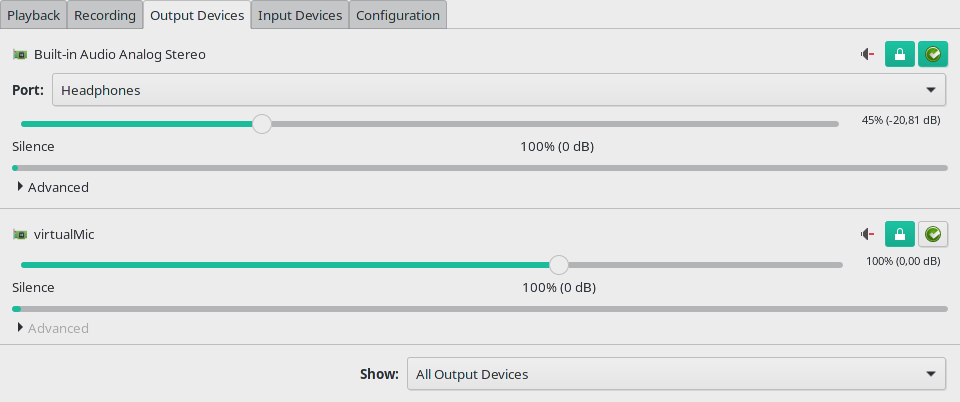 Playback Recording Output Devices Input Devices Configuration
Built-in Audio Analog Stereo
Port: Headphones
45% (-20,81 dB)
Silence 100% (0 dB)
Advanced
virtualMic
100% (0,00 dB)
Silence 100% (0 dB)
Advanced
Show: All Output Devices